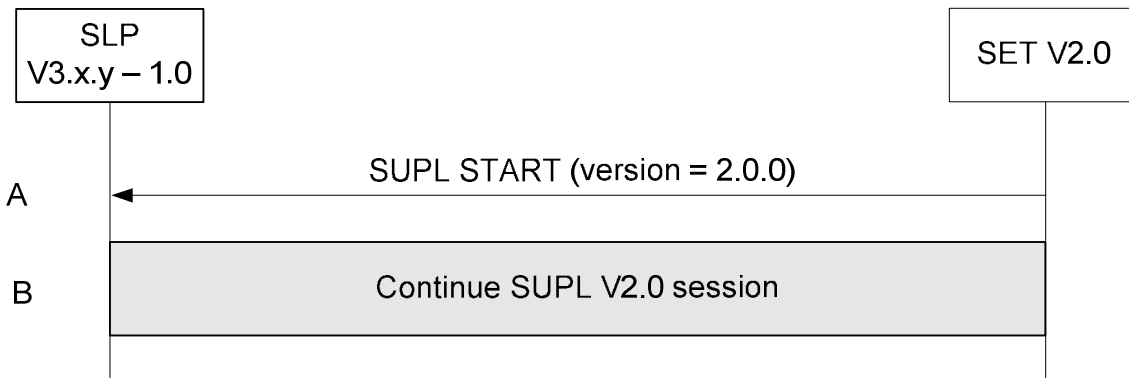 SLP
V3.x.y – 1.0
SET V2.0
SUPL START (version = 2.0.0)
A
Continue SUPL V2.0 session
B